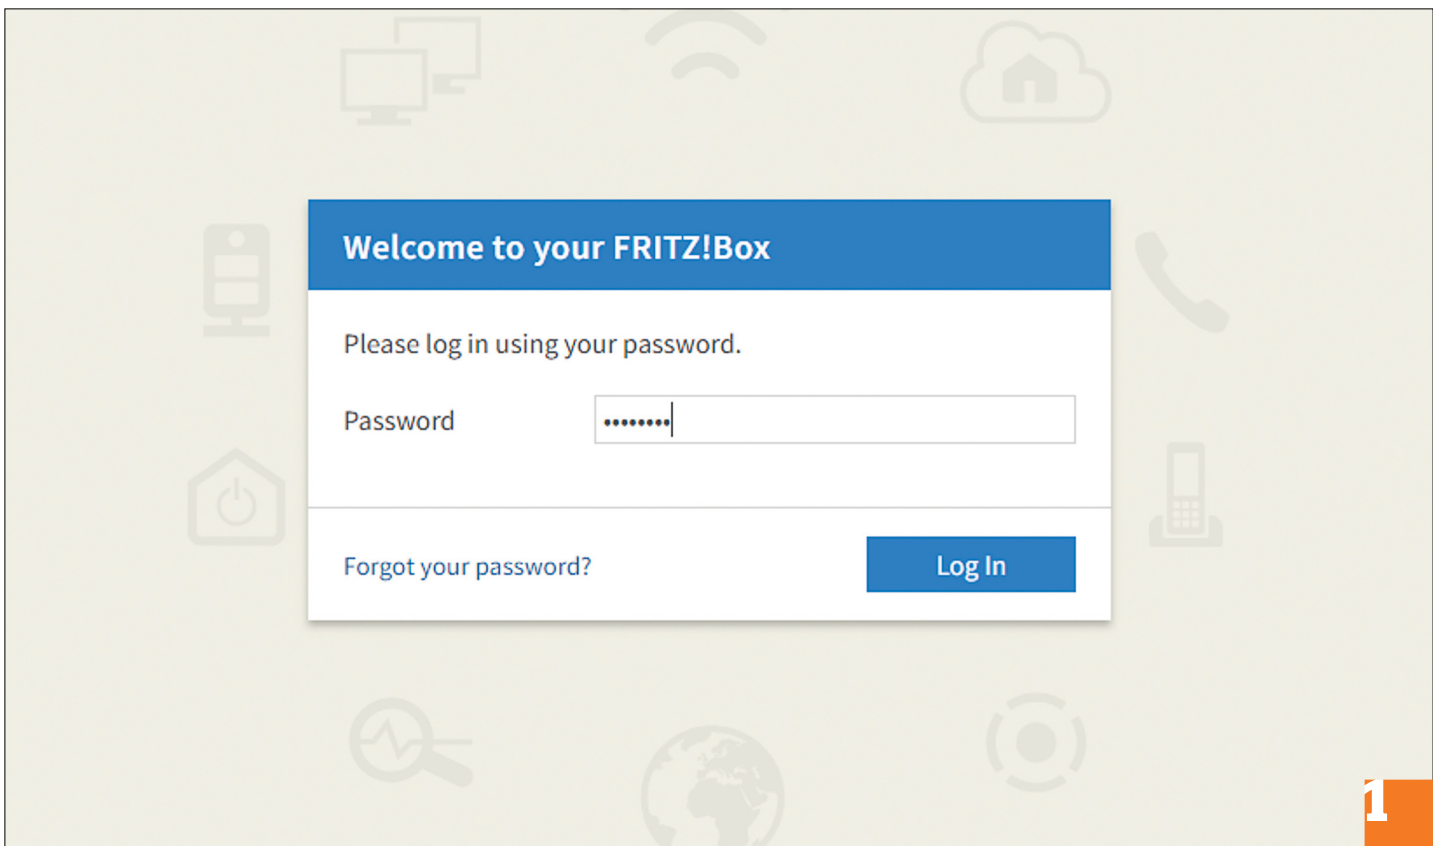 Welcome to your FRITZ!Box
Please log in using your password.
Password ••••••••
Forgot your password? Log In
1